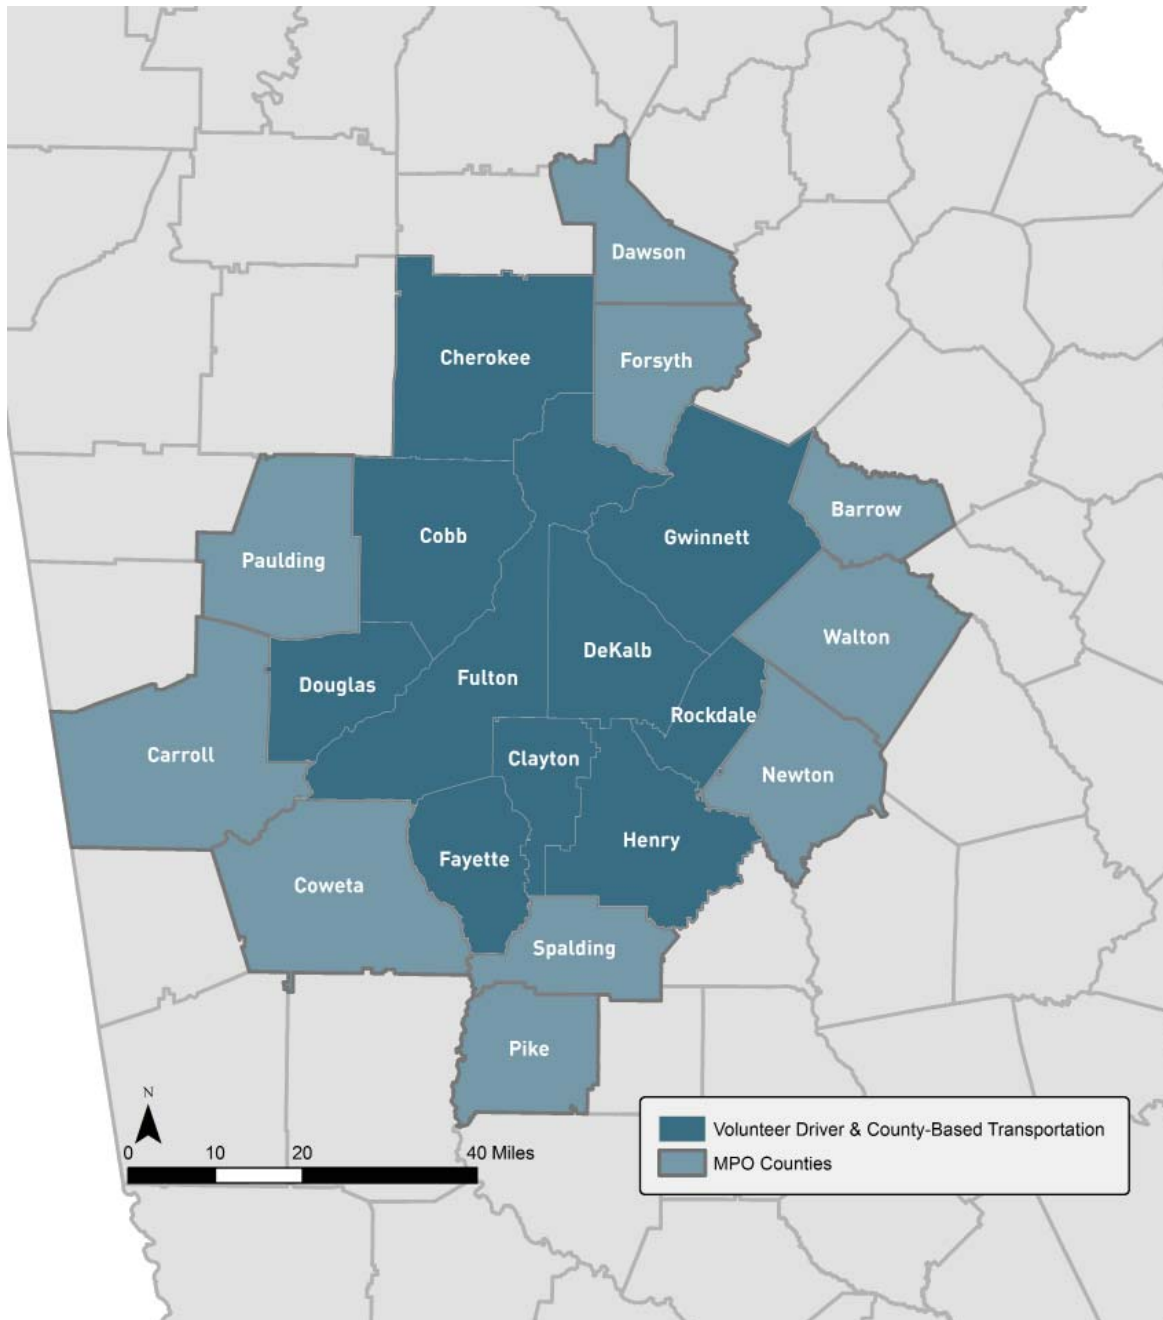 Dawson
Cherokee
Forsyth
Barrow
Cobb
Gwinnett
Paulding
Walton
DeKalb
Fulton
Douglas
Rockdale
Carroll
Clayton
Newton
Henry
Fayette
Coweta
Spalding
Pike
N
0 10 20 40 Miles
Volunteer Driver & County-Based Transportation
MPO Counties